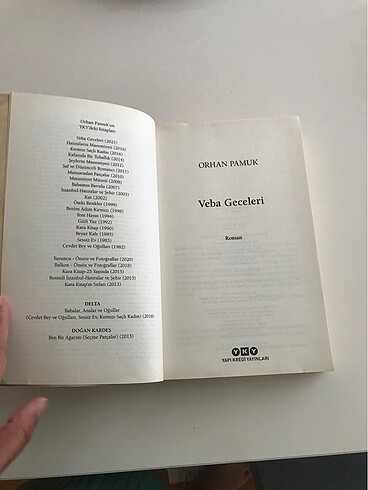 Orhan Pamuk'un
YKY'deki kitapları
Veba Geceleri (2021)
Hatıraların Masumiyeti (2016)
Kırmızı Saçlı Kadın (2016)
Kafamda Bir Tuhaflık (2014)
Şeylerin Masumiyeti (2012)
Saf ve Düşünceli Romancı (2011)
Manzaradan Parçalar (2010)
Masumiyet Müzesi (2008)
Babamın Bavulu (2007)
İstanbul-Hatıralar ve Şehir (2003)
Kar (2002)
Öteki Renkler (1999)
Benim Adım Kırmızı (1998)
Yeni Hayat (1994)
Gizli Yüz (1992)
Kara Kitap (1990)
Beyaz Kale (1985)
Sessiz Ev (1983)
Cevdet Bey ve Oğulları (1982)
Turuncu - Önsöz ve Fotoğraflar (2020)
Balkon - Önsöz ve Fotoğraflar (2018)
Kara Kitap-25 Yaşında (2015)
Resimli İstanbul-Hatıralar ve Şehir (2015)
Kara Kitap'ın Sırları (2013)
DELTA
Babalar, Analar ve Oğullar
(Cevdet Bey ve Oğulları, Sessiz Ev, Kırmızı Saçlı Kadın) (2018)
DOĞAN KARDEŞ
Ben Bir Ağacım (Seçme Parçalar) (2013)
ORHAN PAMUK
Veba Geceleri
Roman
YKY
YAPI KREDİ YAYINLARI